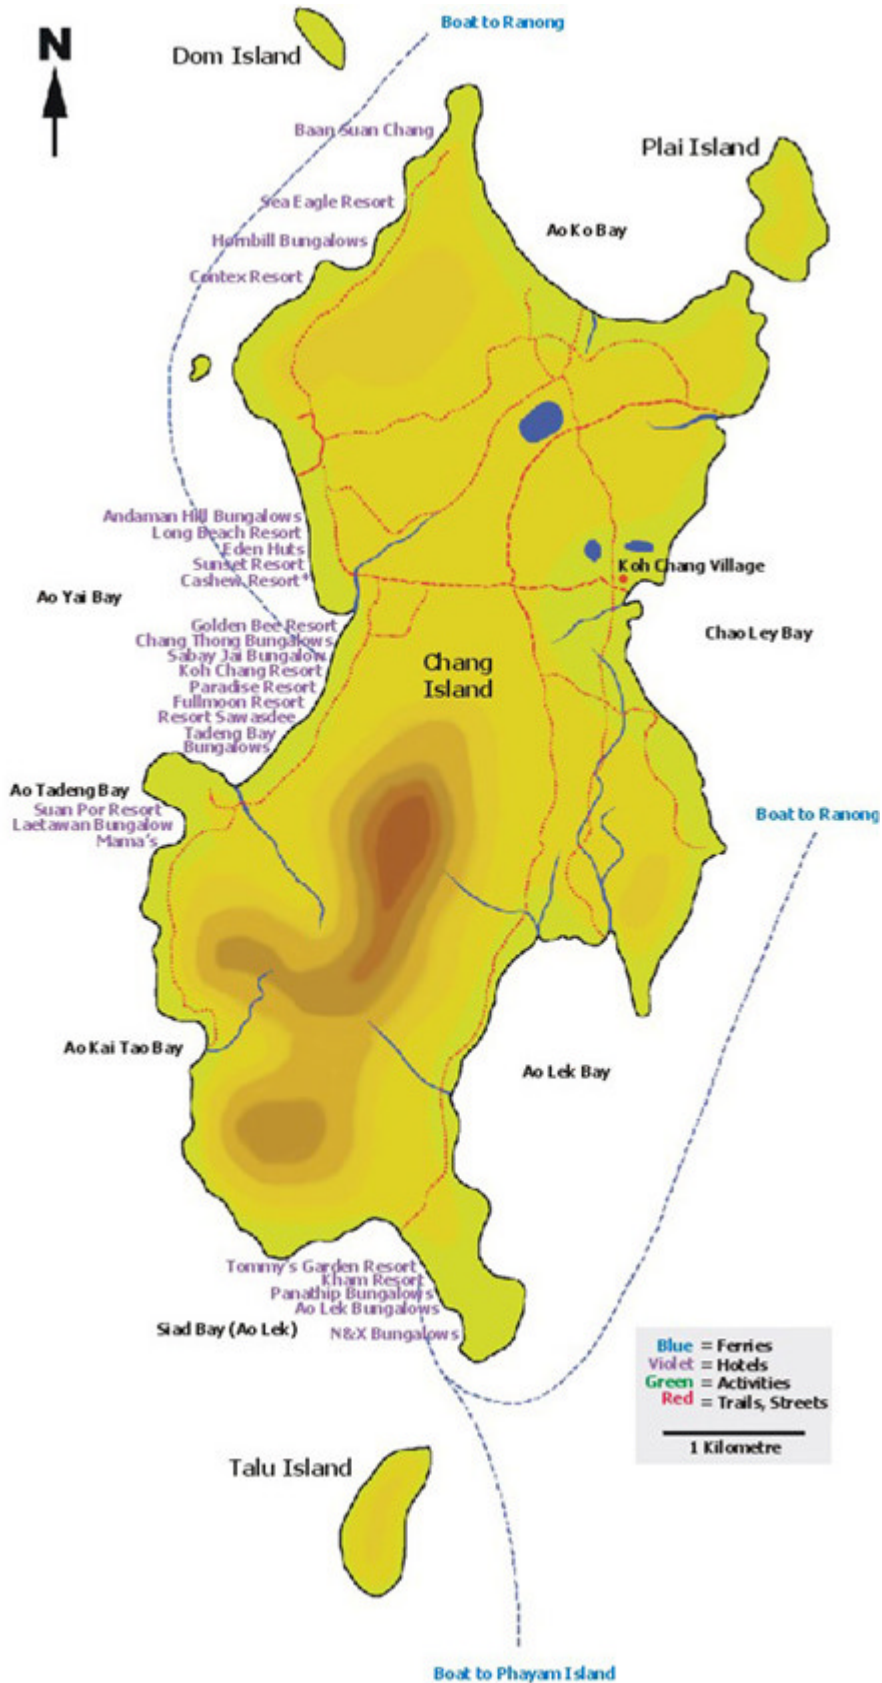 Boat to Ranong
N
Dom Island
Baan Suan Chang
Plai Island
Sea Eagle Resort
Ao Ko Bay
Hornbill Bungalows
Contex Resort
Andaman Hill Bungalows
Long Beach Resort
Eden Huts
Sunset Resort
Cashew Resort*
Koh Chang Village
Ao Yai Bay
Golden Bee Resort
Chang Thong Bungalows
Sabay Jai Bungalow
Koh Chang Resort
Paradise Resort
Fullmoon Resort
Resort Sawasdee
Tadeng Bay
Bungalows
Chao Ley Bay
Chang
Island
Ao Tadeng Bay
Suan Por Resort
Laetawan Bungalow
Mama's
Boat to Ranong
Ao Kai Tao Bay
Ao Lek Bay
Tommy's Garden Resort
Kham Resort
Panathip Bungalows
Ao Lek Bungalows
N&X Bungalows
Siad Bay (Ao Lek)
Blue = Ferries
Violet = Hotels
Green = Activities
Red = Trails, Streets
1 Kilometre
Talu Island
Boat to Phayam Island